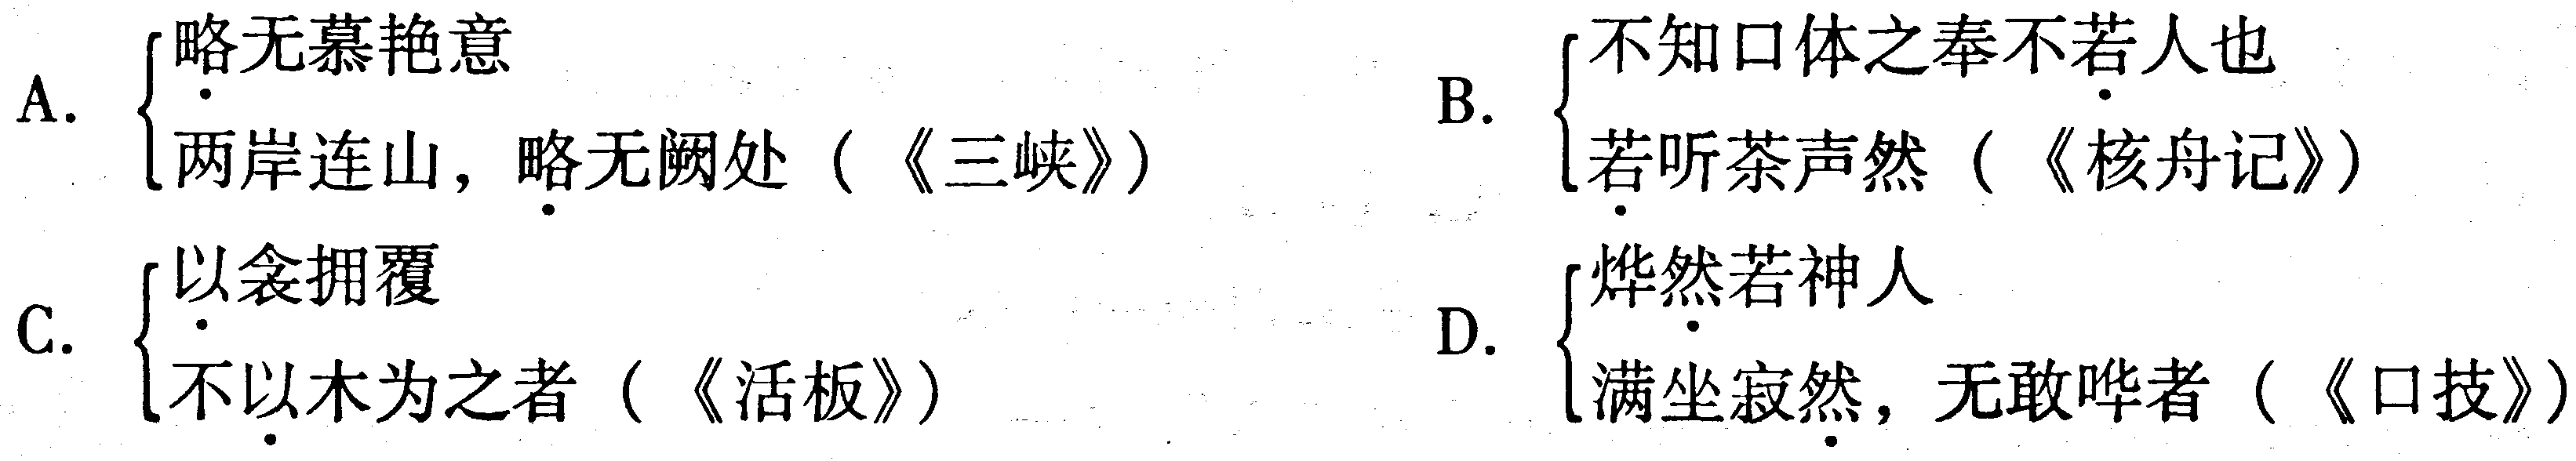 A. 略无慕艳意
两岸连山，略无阙处（《三峡》）
B. 不知口体之奉不若人也
若听茶声然（《核舟记》）
C. 以衾拥覆
不以木为之者（《活板》）
D. 烨然若神人
满坐寂然，无敢哗者（《口技》）